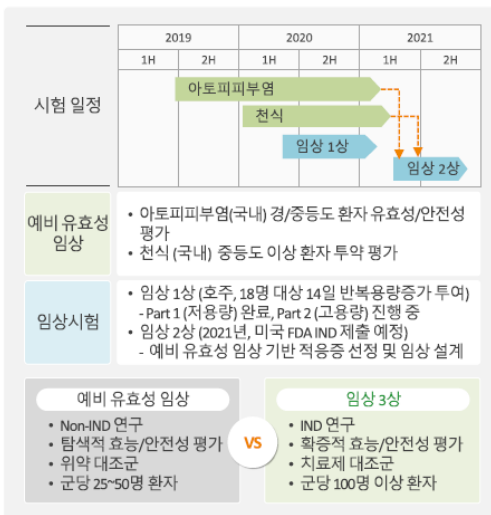 2019 2020 2021
1H 2H 1H 2H 1H 2H
시험 일정
아토피피부염
천식
임상 1상
임상 2상
예비 유효성
임상
• 아토피피부염(국내) 경/중등도 환자 유효성/안전성
평가
• 천식 (국내) 중등도 이상 환자 투약 평가
임상시험
• 임상 1상 (호주, 18명 대상 14일 반복용량증가 투여)
- Part 1 (저용량) 완료, Part 2 (고용량) 진행 중
• 임상 2상 (2021년, 미국 FDA IND 제출 예정)
- 예비 유효성 임상 기반 적응증 선정 및 임상 설계
예비 유효성 임상
• Non-IND 연구
• 탐색적 효능/안전성 평가
• 위약 대조군
• 군당 25~50명 환자
VS
임상 3상
• IND 연구
• 확증적 효능/안전성 평가
• 치료제 대조군
• 군당 100명 이상 환자